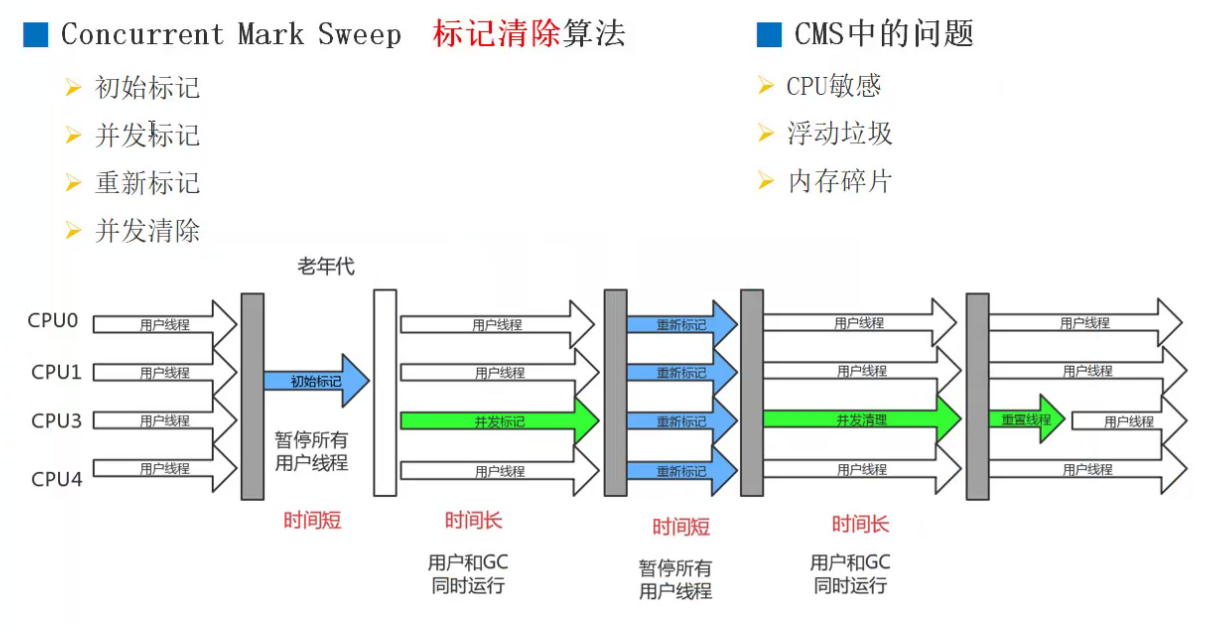 Concurrent Mark Sweep 标记清除算法
初始标记
并发标记
重新标记
并发清除
CMS中的问题
CPU敏感
浮动垃圾
内存碎片
老年代
CPU0
用户线程
用户线程
重新标记
用户线程
用户线程
CPU1
用户线程
初始标记
用户线程
重新标记
用户线程
用户线程
CPU3
用户线程
并发标记
重新标记
并发清理
重置线程
用户线程
CPU4
用户线程
用户线程
重新标记
用户线程
用户线程
暂停所有
用户线程
时间短
时间长
用户和GC
同时运行
时间短
暂停所有
用户线程
时间长
用户和GC
同时运行